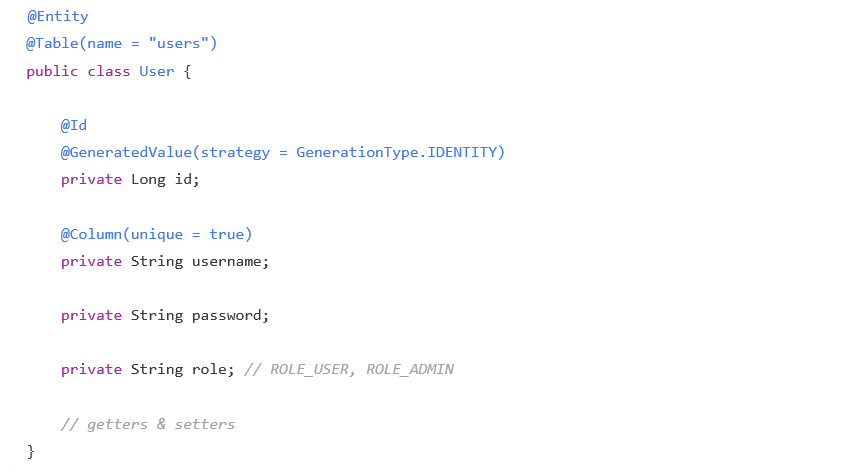 @Entity
@Table(name = "users")
public class User {
@Id
@GeneratedValue(strategy = GenerationType.IDENTITY)
private Long id;
@Column(unique = true)
private String username;
private String password;
private String role; // ROLE_USER, ROLE_ADMIN
// getters & setters
}